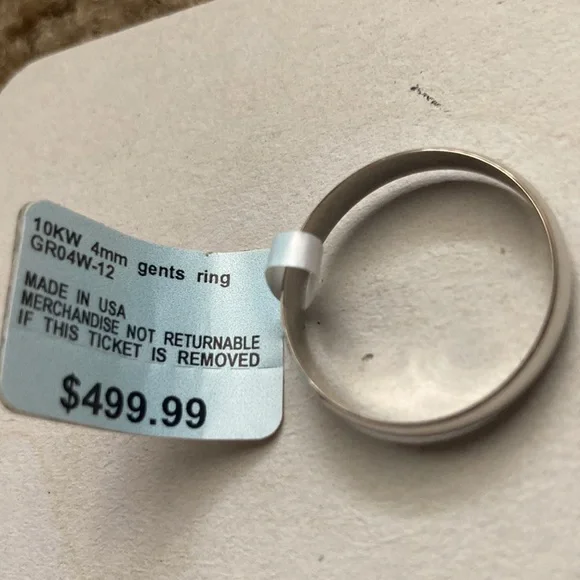 10KW 4mm gents ring
GR04W-12
MADE IN USA
MERCHANDISE NOT RETURNABLE
IF THIS TICKET IS REMOVED
$499.99